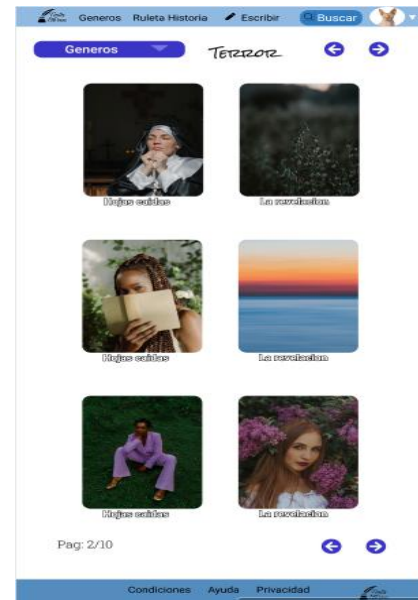 Generos Ruleta Historia Escribir Buscar
Generos
TERROR
Hojas caidas
La revelacion
Hojas caidas
La revelacion
Hojas caidas
La revelacion
Pag: 2/10
Condiciones Ayuda Privacidad